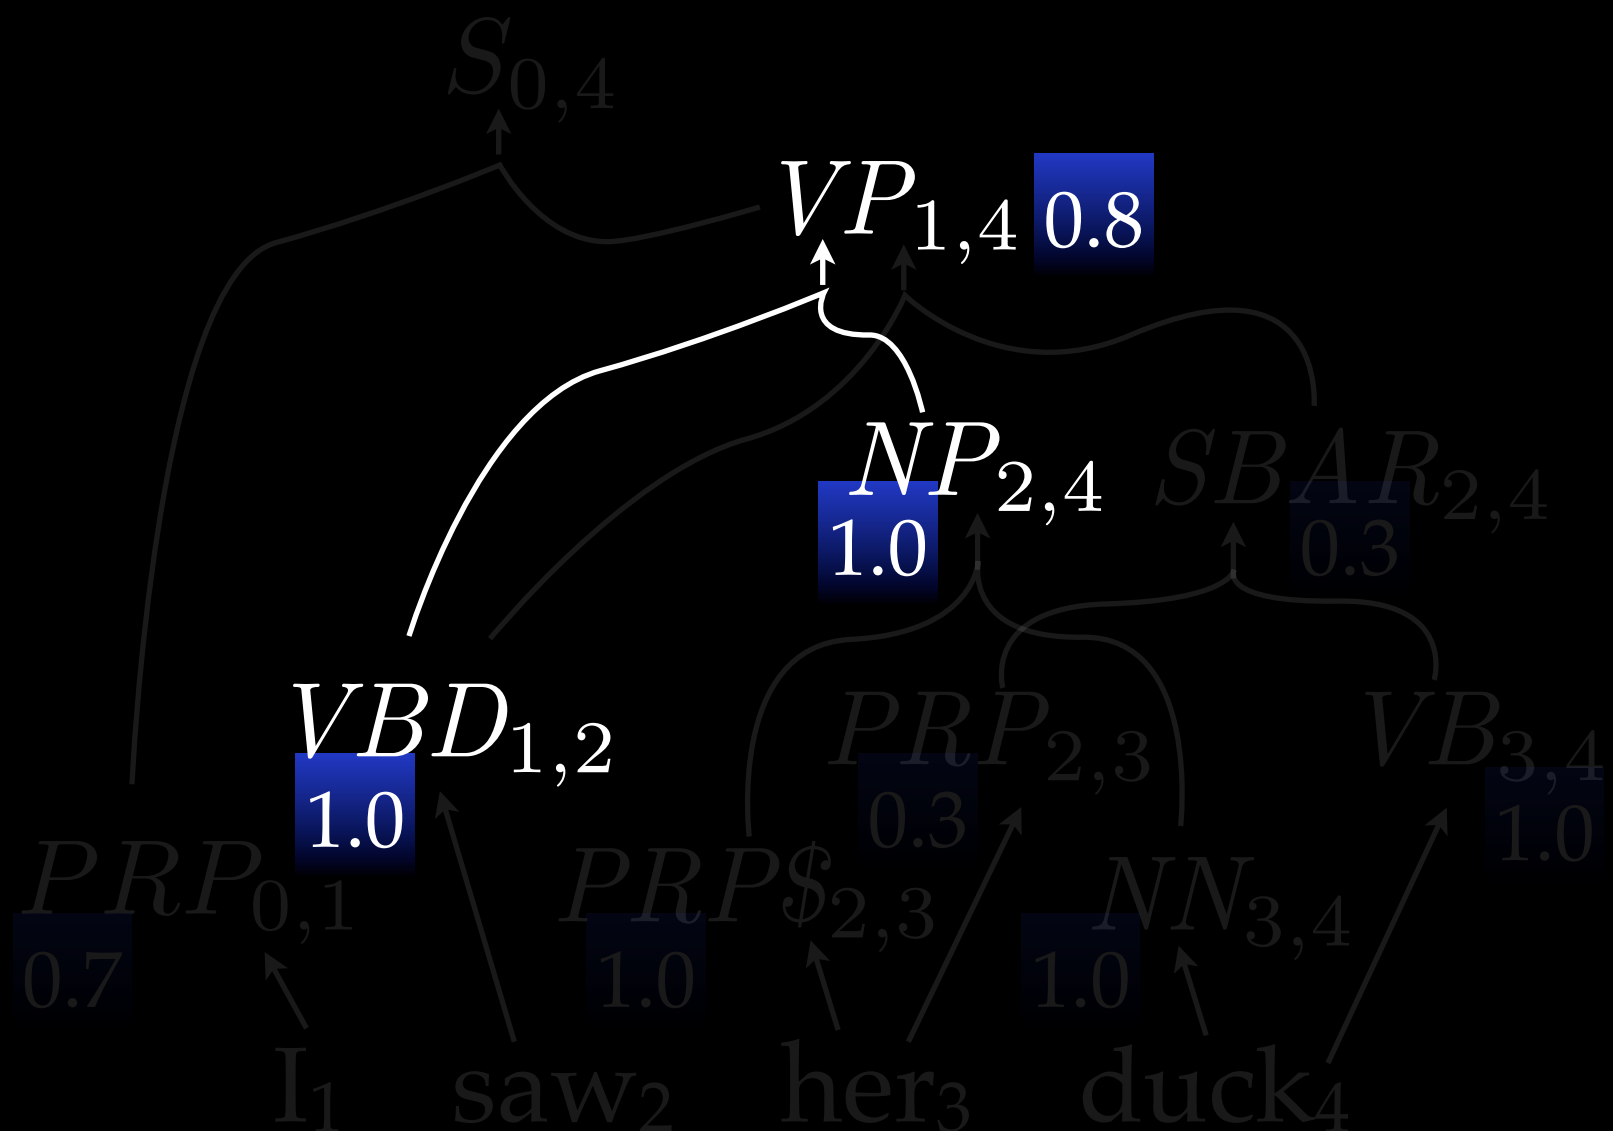 S0,4
VP1,4 0.8
NP2,4 SBAR2,4
1.0 0.3
VBD1,2 PRP2,3 VB3,4
1.0 0.3 1.0
PRP0,1 PRP$2,3 NN3,4
0.7 1.0 1.0
I1 saw2 her3 duck4